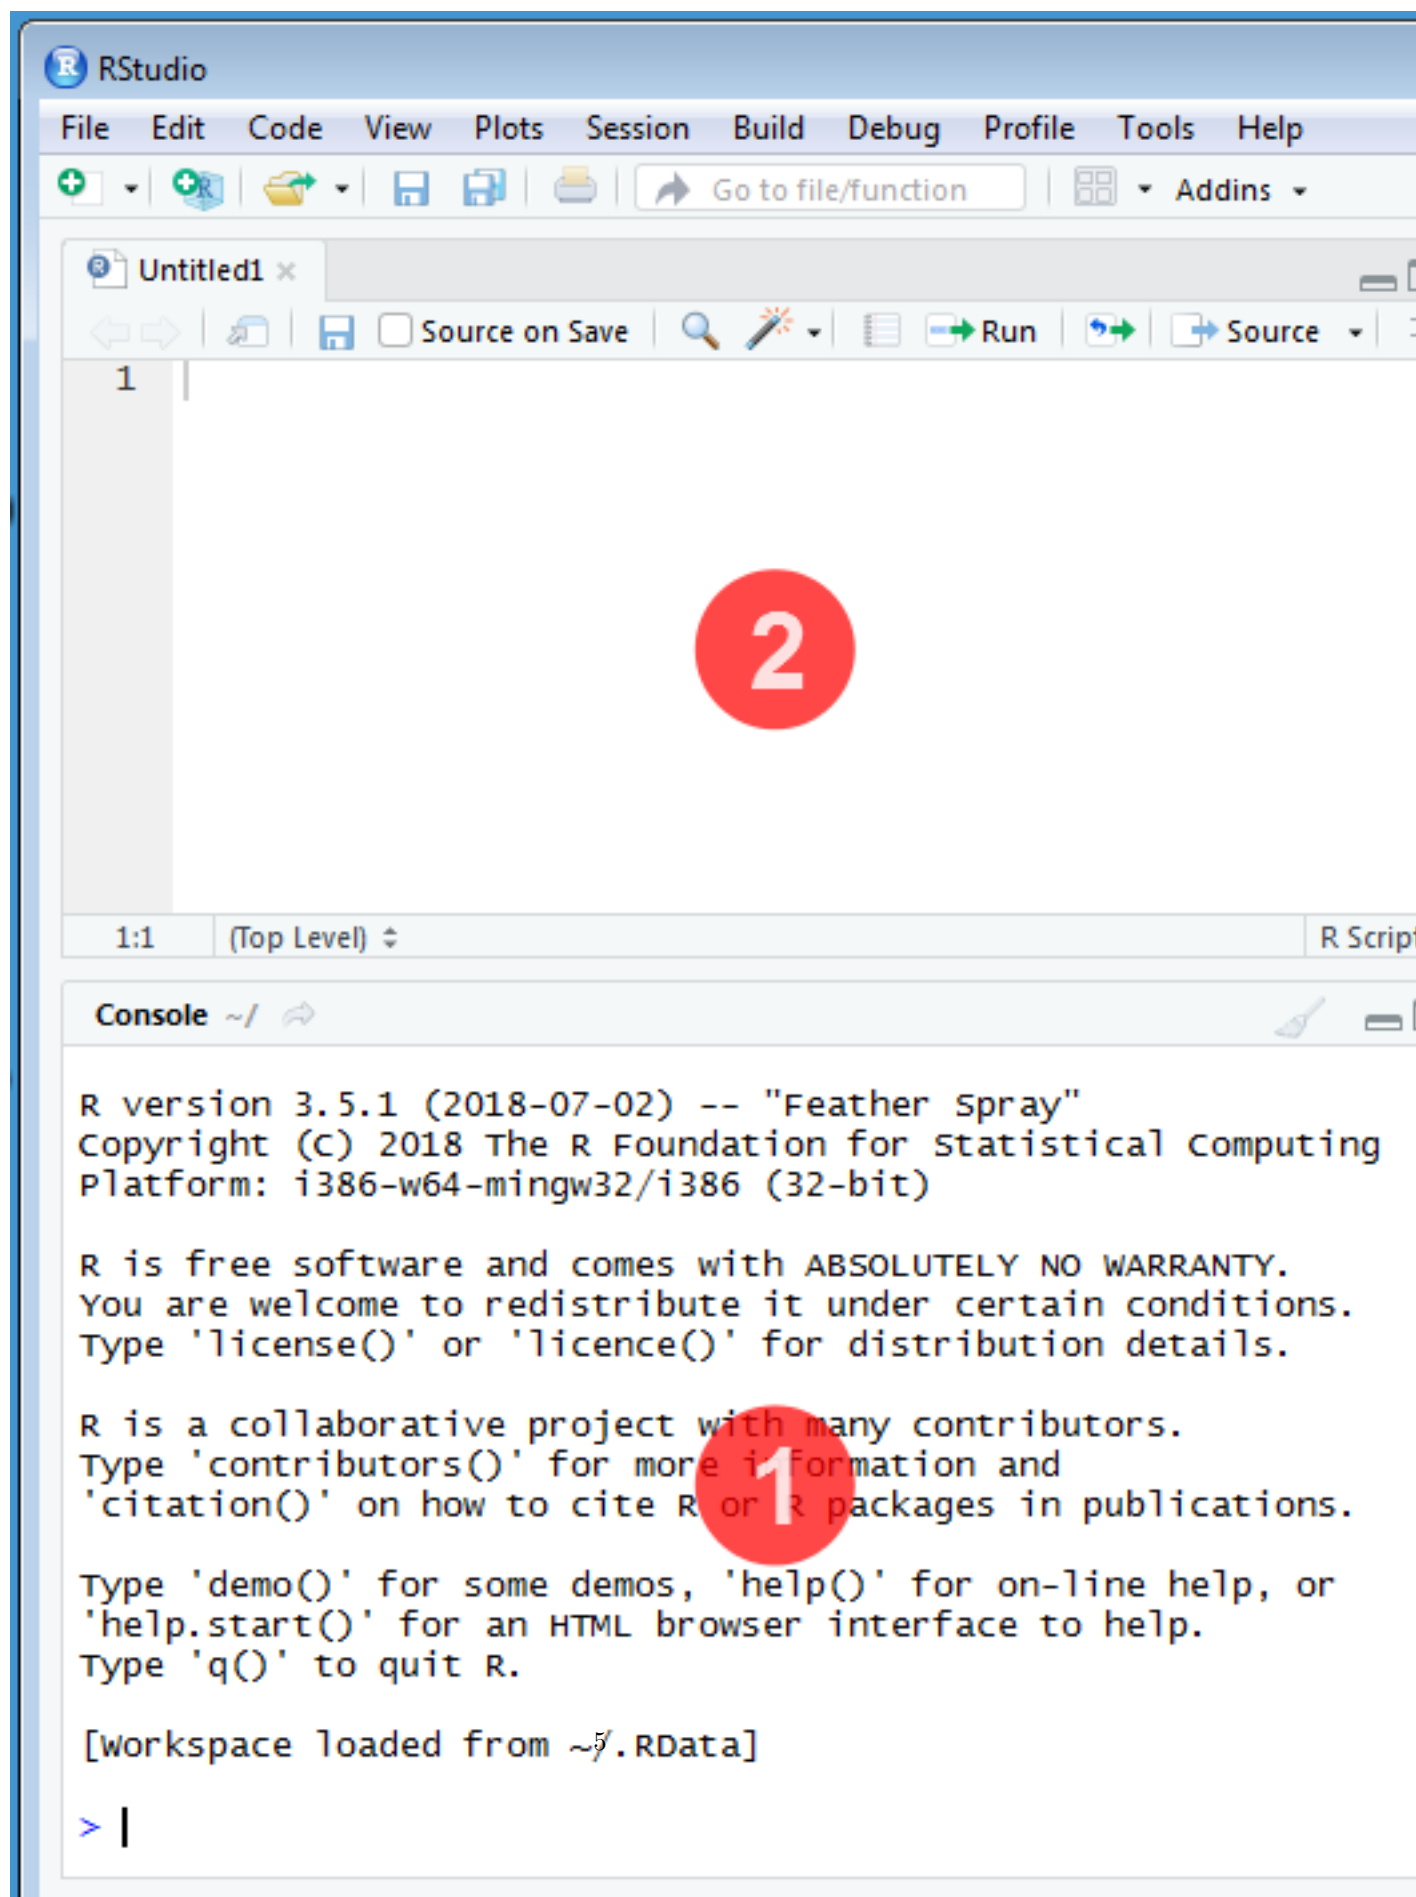 RStudio
File Edit Code View Plots Session Build Debug Profile Tools Help
Go to file/function Addins
Untitled1
Source on Save Run Source
1
2
1:1 (Top Level) R Script
Console ~/
R version 3.5.1 (2018-07-02) -- "Feather Spray"
Copyright (C) 2018 The R Foundation for Statistical Computing
Platform: i386-w64-mingw32/i386 (32-bit)
R is free software and comes with ABSOLUTELY NO WARRANTY.
You are welcome to redistribute it under certain conditions.
Type 'license()' or 'licence()' for distribution details.
R is a collaborative project with many contributors.
Type 'contributors()' for more information and
'citation()' on how to cite R or R packages in publications.
1
Type 'demo()' for some demos, 'help()' for on-line help, or
'help.start()' for an HTML browser interface to help.
Type 'q()' to quit R.
[Workspace loaded from ~/.RData]
5
>